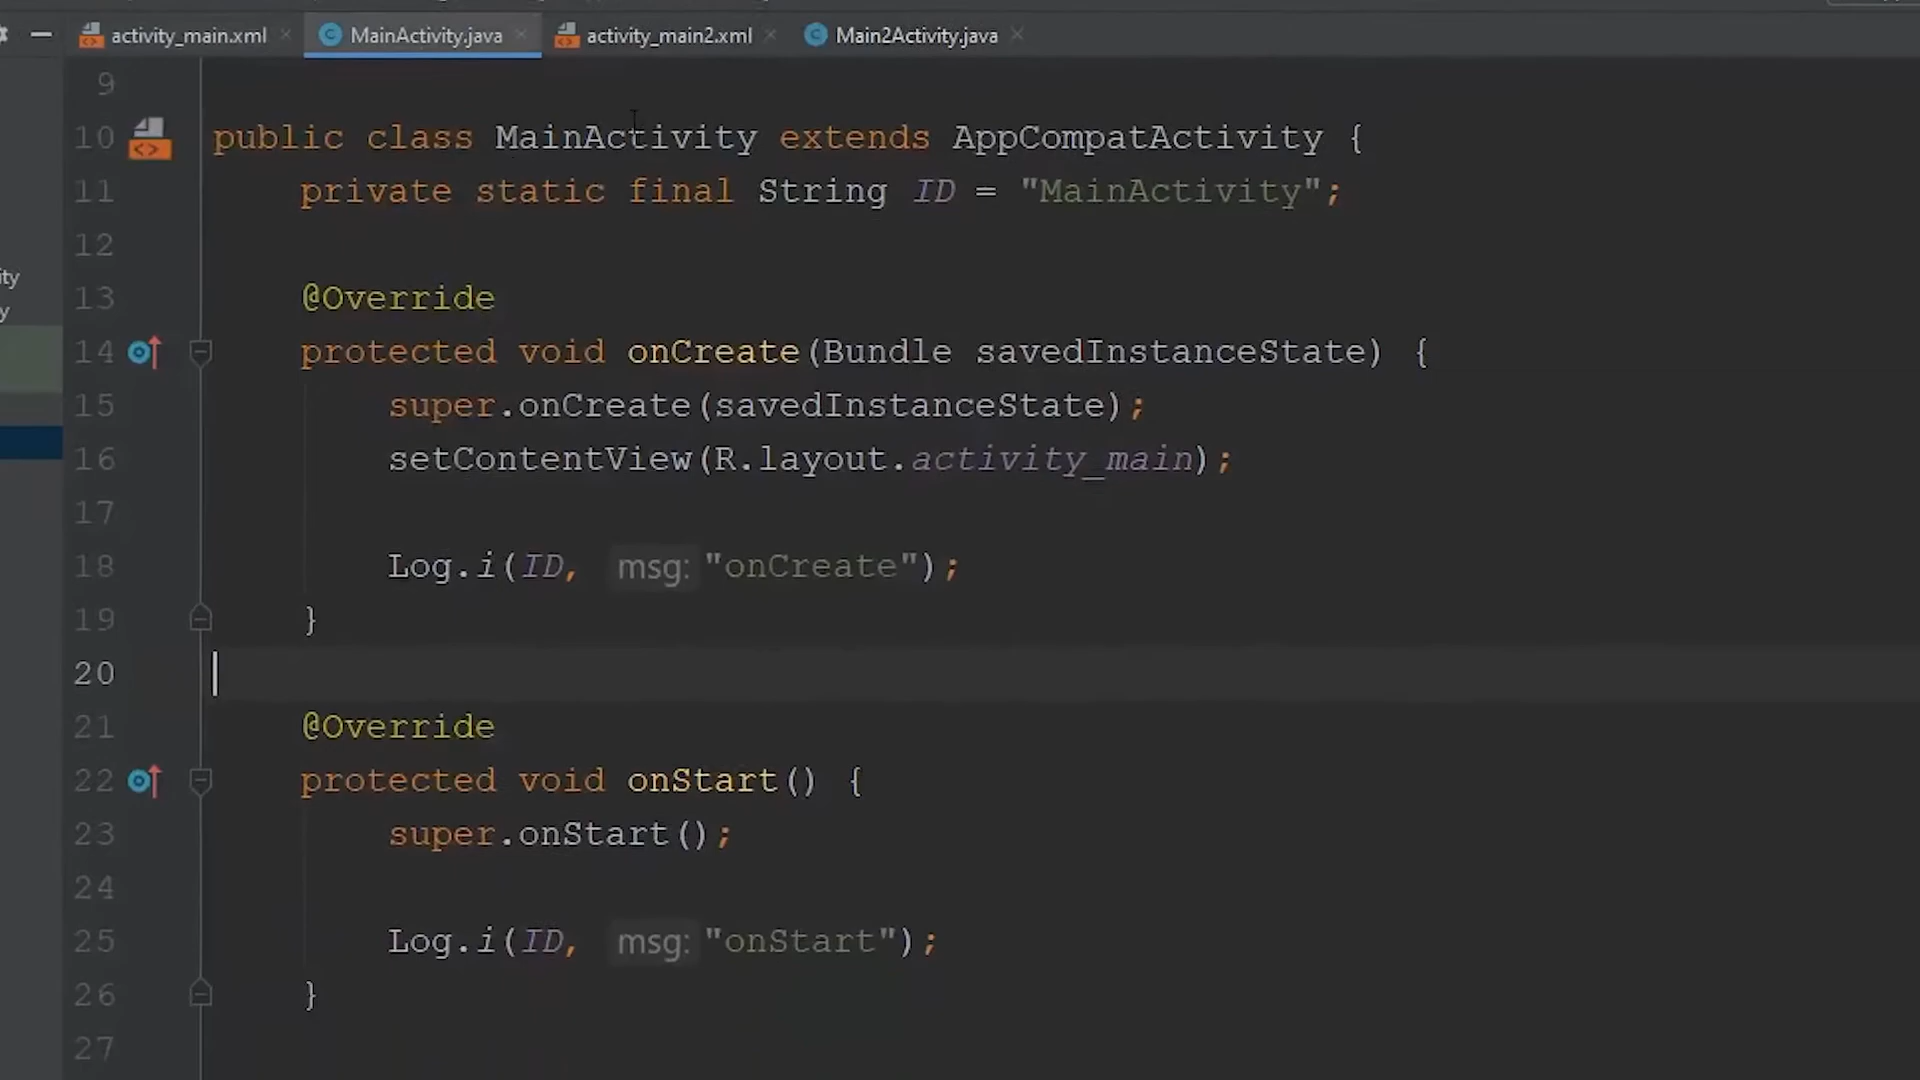 activity_main.xml MainActivity.java activity_main2.xml Main2Activity.java
9
10 public class MainActivity extends AppCompatActivity {
11 private static final String ID = "MainActivity";
12
ity
13 @Override
y
14 protected void onCreate(Bundle savedInstanceState) {
15 super.onCreate(savedInstanceState);
16 setContentView(R.layout.activity_main);
17
18 Log.i(ID, msg: "onCreate");
19 }
20
21 @Override
22 protected void onStart() {
23 super.onStart();
24
25 Log.i(ID, msg: "onStart");
26 }
27